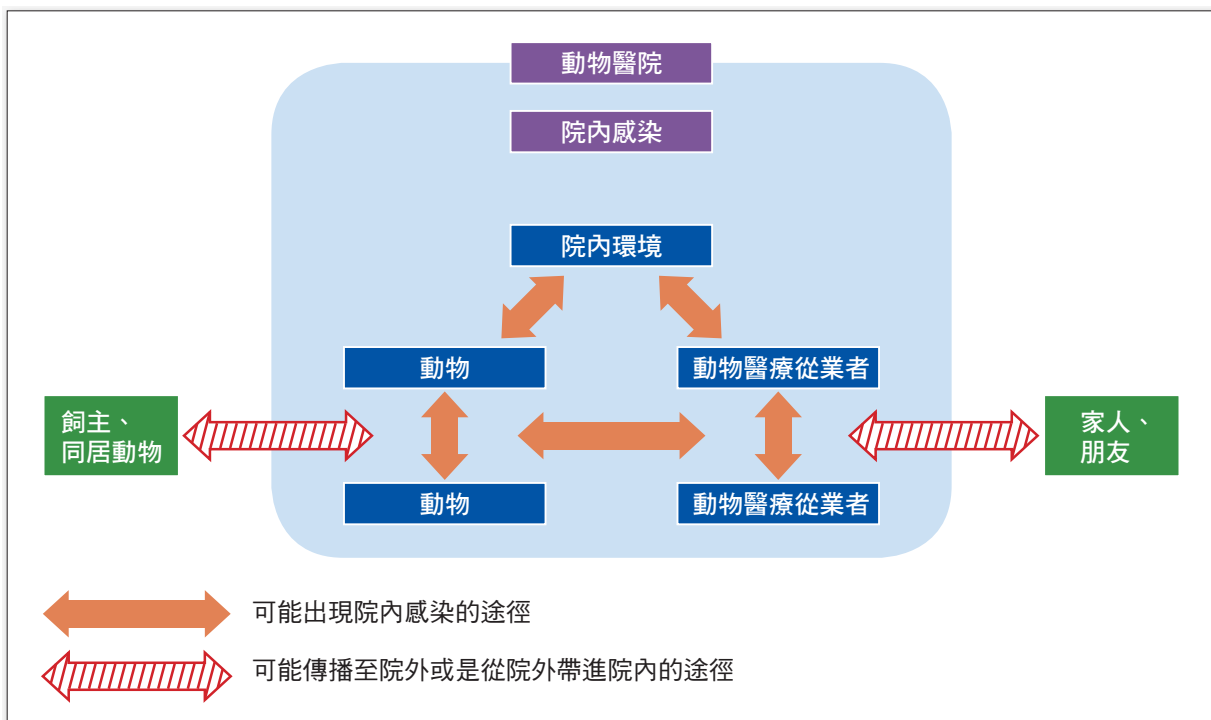 動物醫院
院內感染
院內環境
動物
動物醫療從業者
飼主、
同居動物
家人、
朋友
動物
動物醫療從業者
可能出現院內感染的途徑
可能傳播至院外或是從院外帶進院內的途徑